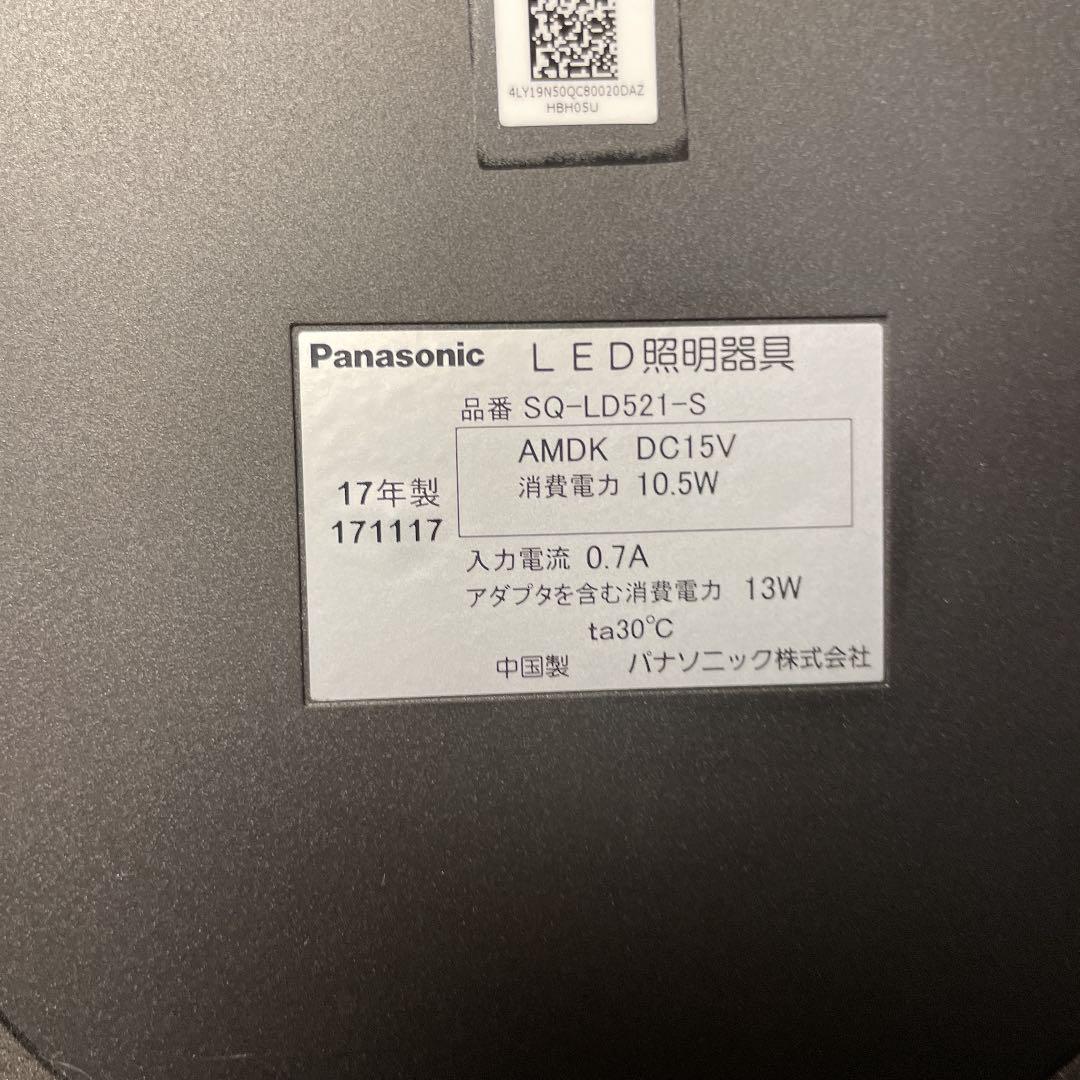 4LY19N50QC80020DAZ
HBH0SU
Panasonic LED照明器具
品番 SQ-LD521-S
AMDK DC15V
消費電力 10.5W
17年製
171117
入力電流 0.7A
アダプタを含む消費電力 13W
ta30℃
中国製 パナソニック株式会社